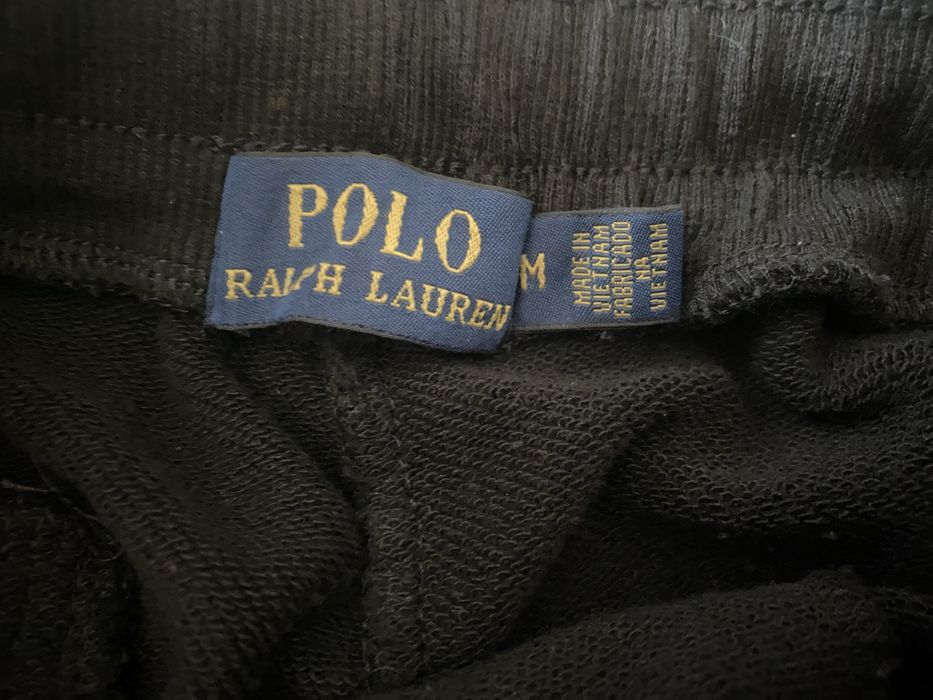 POLO
RALPH LAUREN
M
MADE IN
VIETNAM
FABRICADO
NA
VIETNAM